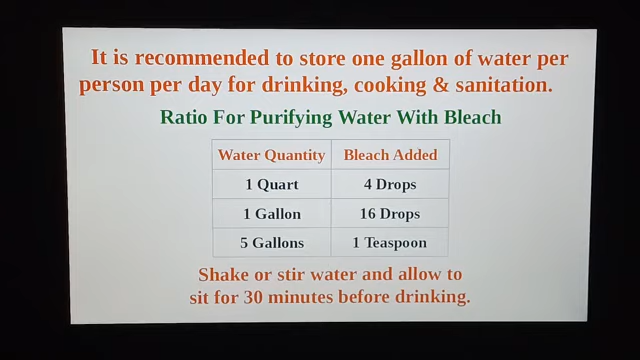 It is recommended to store one gallon of water per
person per day for drinking, cooking & sanitation.
Ratio For Purifying Water With Bleach
Water Quantity Bleach Added
1 Quart 4 Drops
1 Gallon 16 Drops
5 Gallons 1 Teaspoon
Shake or stir water and allow to
sit for 30 minutes before drinking.